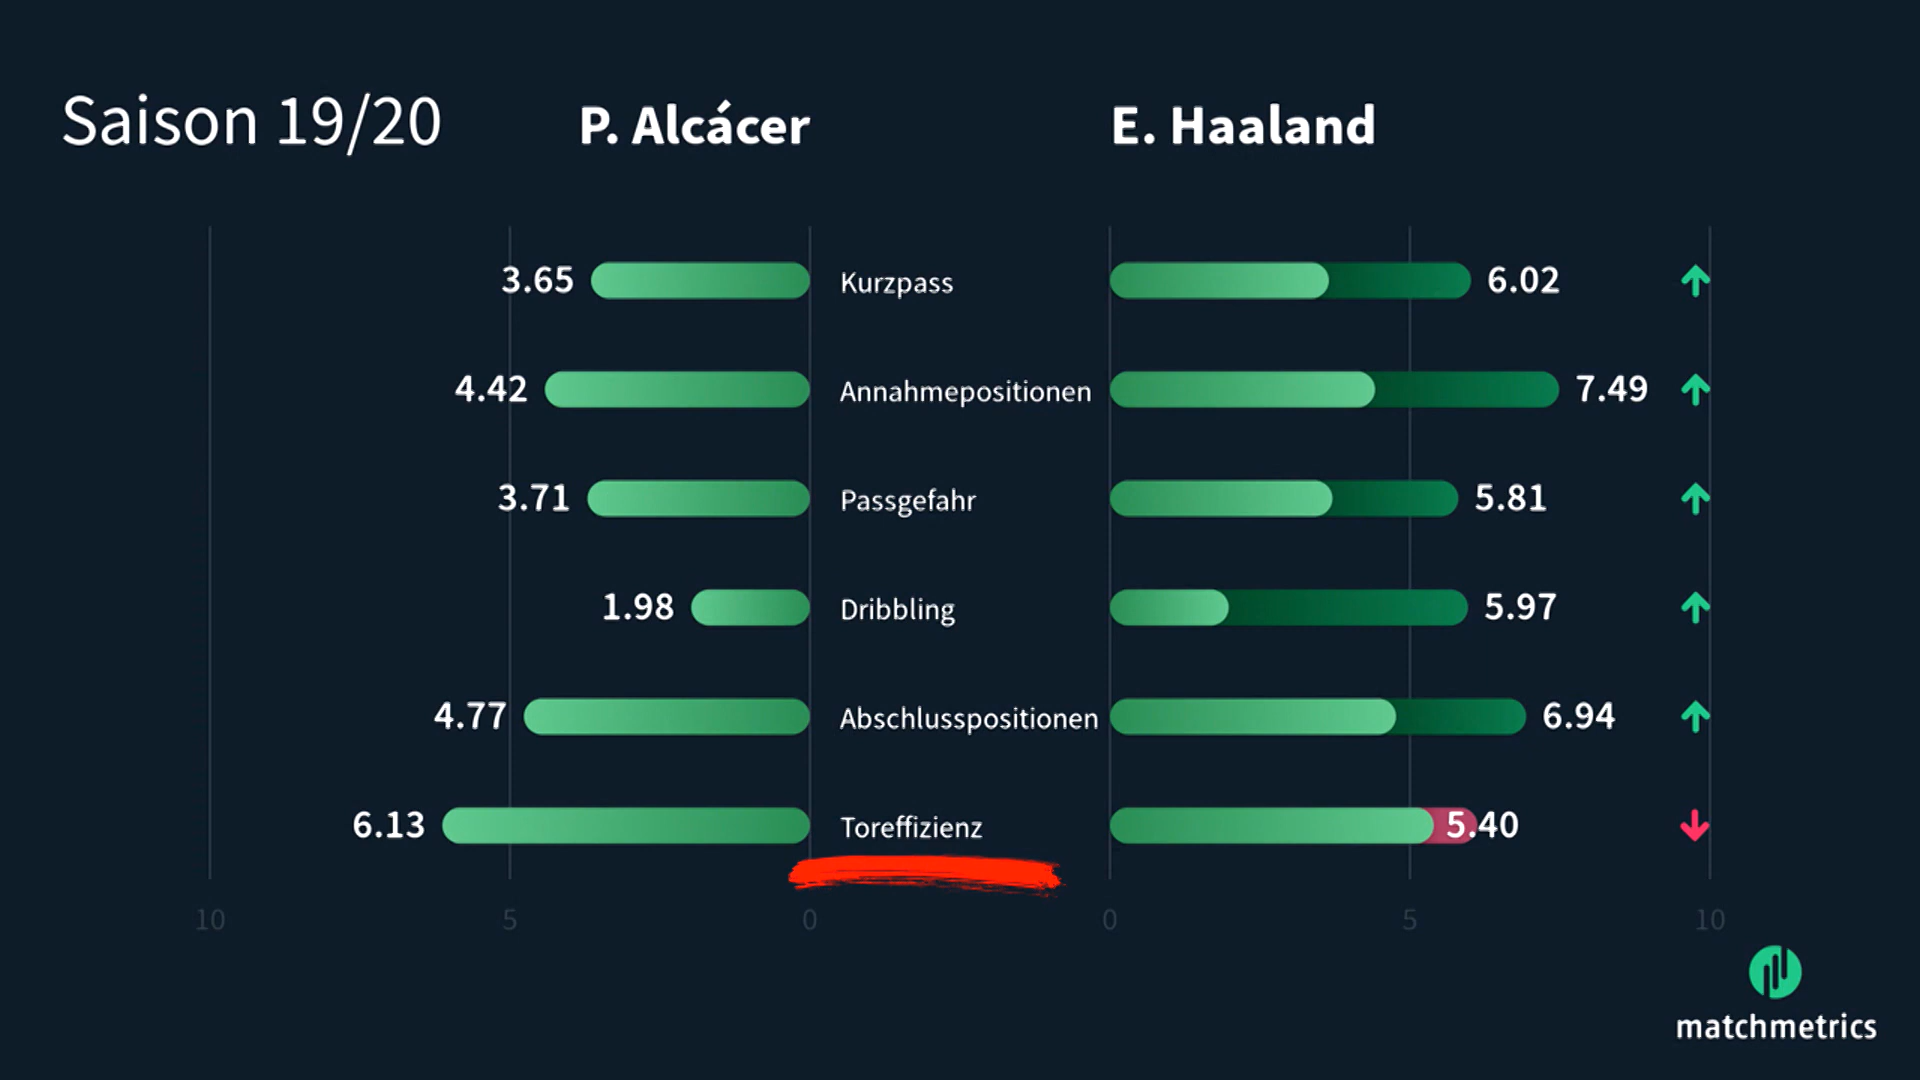 Saison 19/20 P. Alcácer E. Haaland
3.65 Kurzpass 6.02
4.42 Annahmepositionen 7.49
3.71 Passgefahr 5.81
1.98 Dribbling 5.97
4.77 Abschlusspositionen 6.94
6.13 Toreffizienz 5.40
10 5 0 0 5 10
matchmetrics